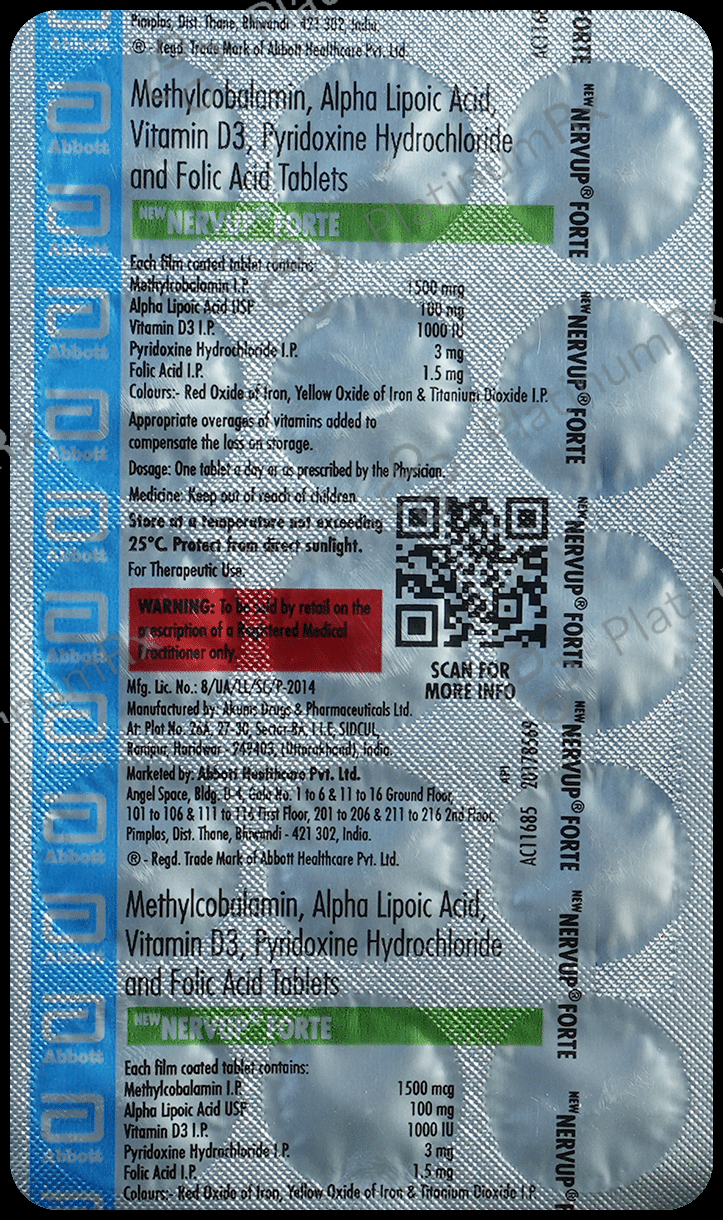 Pimplas, Dist. Thane, Bhiwandi - 421 302, India.
® - Regd. Trade Mark of Abbott Healthcare Pvt. Ltd.
Methylcobalamin, Alpha Lipoic Acid,
Vitamin D3, Pyridoxine Hydrochloride
and Folic Acid Tablets
NEW NERVUP® FORTE
Each film coated tablet contains:
Methylcobalamin I.P. 1500 mcg
Alpha Lipoic Acid USP 100 mg
Vitamin D3 I.P. 1000 IU
Pyridoxine Hydrochloride I.P. 3 mg
Folic Acid I.P. 1.5 mg
Colours:- Red Oxide of Iron, Yellow Oxide of Iron & Titanium Dioxide I.P.
Appropriate overages of vitamins added to
compensate the loss on storage.
Dosage: One tablet a day or as prescribed by the Physician.
Medicine: Keep out of reach of children
Store at a temperature not exceeding
25°C. Protect from direct sunlight.
For Therapeutic Use.
WARNING: To be sold by retail on the
prescription of a Registered Medical
Practitioner only.
SCAN FOR
MORE INFO
Mfg. Lic. No.: 8/UA/LL/SC/P-2014
Manufactured by: Akums Drugs & Pharmaceuticals Ltd.
At: Plot No. 26A, 27-30, Sector-8A, I.I.E, SIDCUL,
Ranipur, Haridwar - 249403, (Uttarakhand), India.
Marketed by: Abbott Healthcare Pvt. Ltd.
Angel Space, Bldg. D-4, Gala No. 1 to 6 & 11 to 16 Ground Floor,
101 to 106 & 111 to 116 First Floor, 201 to 206 & 211 to 216 2nd Floor,
Pimplas, Dist. Thane, Bhiwandi - 421 302, India.
® - Regd. Trade Mark of Abbott Healthcare Pvt. Ltd.
Methylcobalamin, Alpha Lipoic Acid,
Vitamin D3, Pyridoxine Hydrochloride
and Folic Acid Tablets
NEW NERVUP® FORTE
Each film coated tablet contains:
Methylcobalamin I.P. 1500 mcg
Alpha Lipoic Acid USP 100 mg
Vitamin D3 I.P. 1000 IU
Pyridoxine Hydrochloride I.P. 3 mg
Folic Acid I.P. 1.5 mg
Colours:- Red Oxide of Iron, Yellow Oxide of Iron & Titanium Dioxide I.P.
Abbott
Abbott
Abbott
Abbott
Abbott
Abbott
Abbott
Abbott
Abbott
AC11685 20178569
API
FORTE
NEW NERVUP® FORTE
NEW NERVUP® FORTE
NEW NERVUP® FORTE
NEW NERVUP® FORTE
NEW NERVUP® FORTE
NEW NERVUP® FORTE
PlatinumRx
PlatinumRx
PlatinumRx